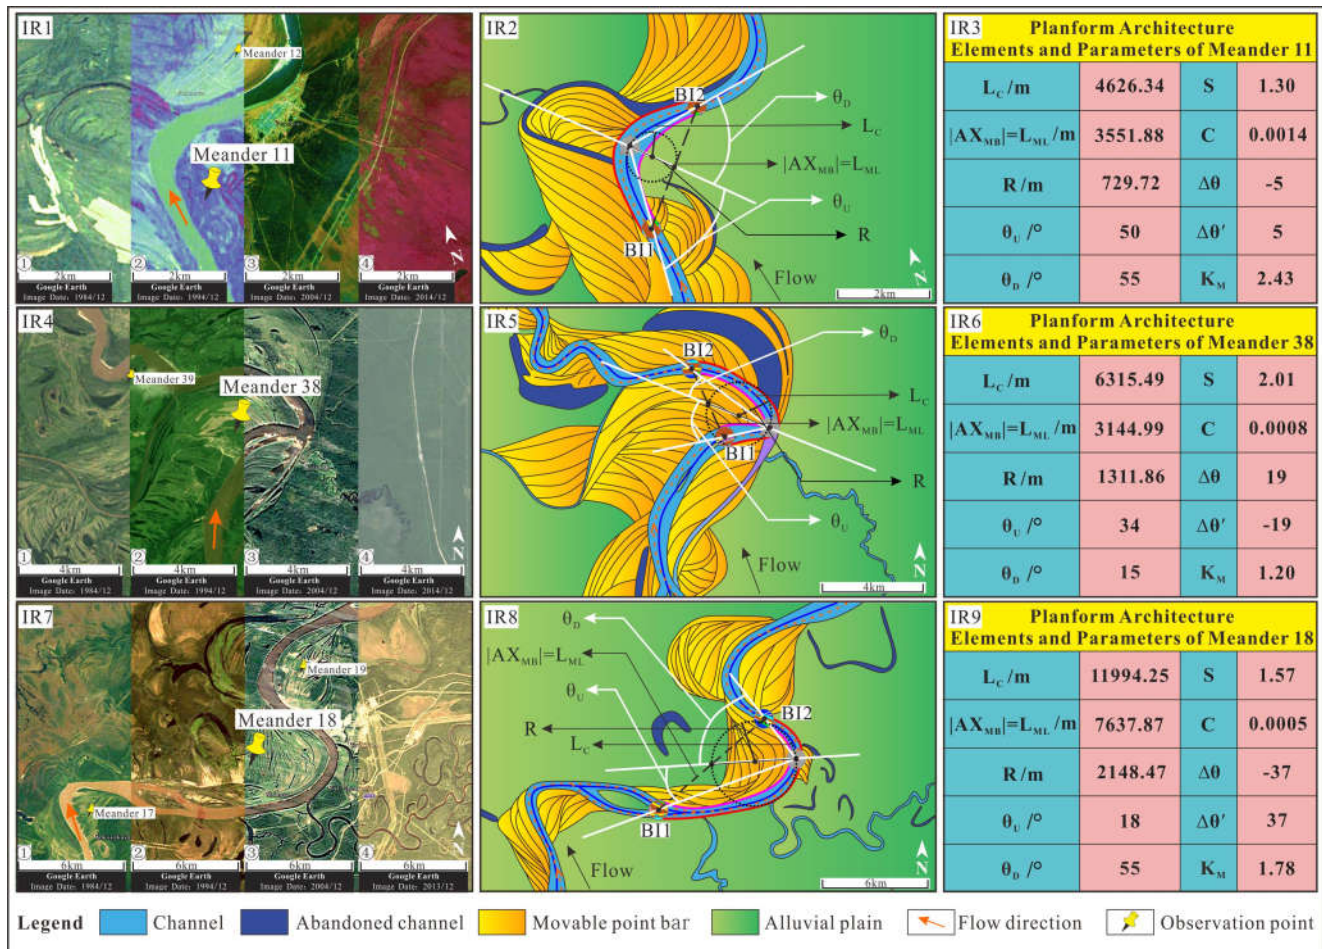 IR1
Meander 12
Meander 11
N
① ② ③ ④
2km 2km 2km 2km
Google Earth Google Earth Google Earth Google Earth
Image Date: 1984/12 Image Date: 1994/12 Image Date: 2004/12 Image Date: 2014/12
IR2
BI2
θD
LC
|AXMB|=LML
θU
R
BI1
Flow
N
2km
IR3
Planform Architecture
Elements and Parameters of Meander 11
LC/m 4626.34 S 1.30
|AXMB|=LML/m 3551.88 C 0.0014
R/m 729.72 Δθ -5
θU/° 50 Δθ′ 5
θD/° 55 KM 2.43
IR4
Meander 39
Meander 38
N
① ② ③ ④
4km 4km 4km 4km
Google Earth Google Earth Google Earth Google Earth
Image Date: 1984/12 Image Date: 1994/12 Image Date: 2004/12 Image Date: 2014/12
IR5
BI2
θD
LC
|AXMB|=LML
BI1
R
θU
Flow
N
4km
IR6
Planform Architecture
Elements and Parameters of Meander 38
LC/m 6315.49 S 2.01
|AXMB|=LML/m 3144.99 C 0.0008
R/m 1311.86 Δθ 19
θU/° 34 Δθ′ -19
θD/° 15 KM 1.20
IR7
Meander 19
Meander 18
Meander 17
N
① ② ③ ④
6km 6km 6km 6km
Google Earth Google Earth Google Earth Google Earth
Image Date: 1984/12 Image Date: 1994/12 Image Date: 2004/12 Image Date: 2013/12
IR8
θD
|AXMB|=LML
θU
R
LC
BI2
BI1
Flow
N
6km
IR9
Planform Architecture
Elements and Parameters of Meander 18
LC/m 11994.25 S 1.57
|AXMB|=LML/m 7637.87 C 0.0005
R/m 2148.47 Δθ -37
θU/° 18 Δθ′ 37
θD/° 55 KM 1.78
Legend Channel Abandoned channel Movable point bar Alluvial plain Flow direction Observation point